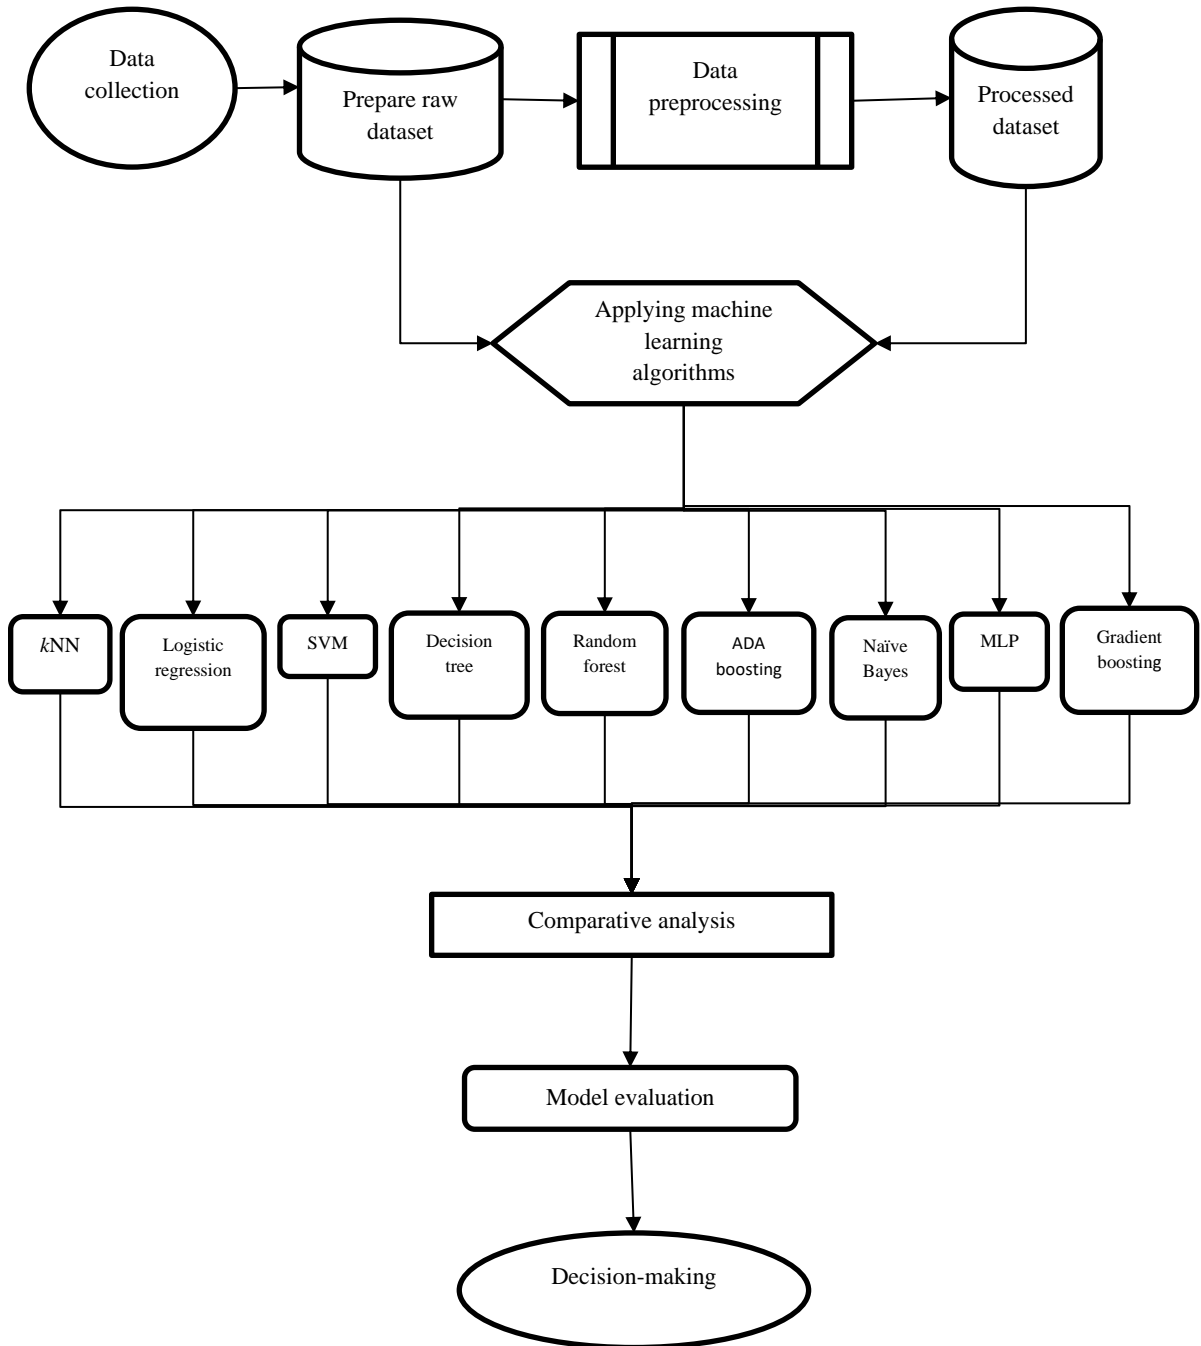 Data
collection
Prepare raw
dataset
Data
preprocessing
Processed
dataset
Applying machine
learning
algorithms
kNN
Logistic
regression
SVM
Decision
tree
Random
forest
ADA
boosting
Naïve
Bayes
MLP
Gradient
boosting
Comparative analysis
Model evaluation
Decision-making